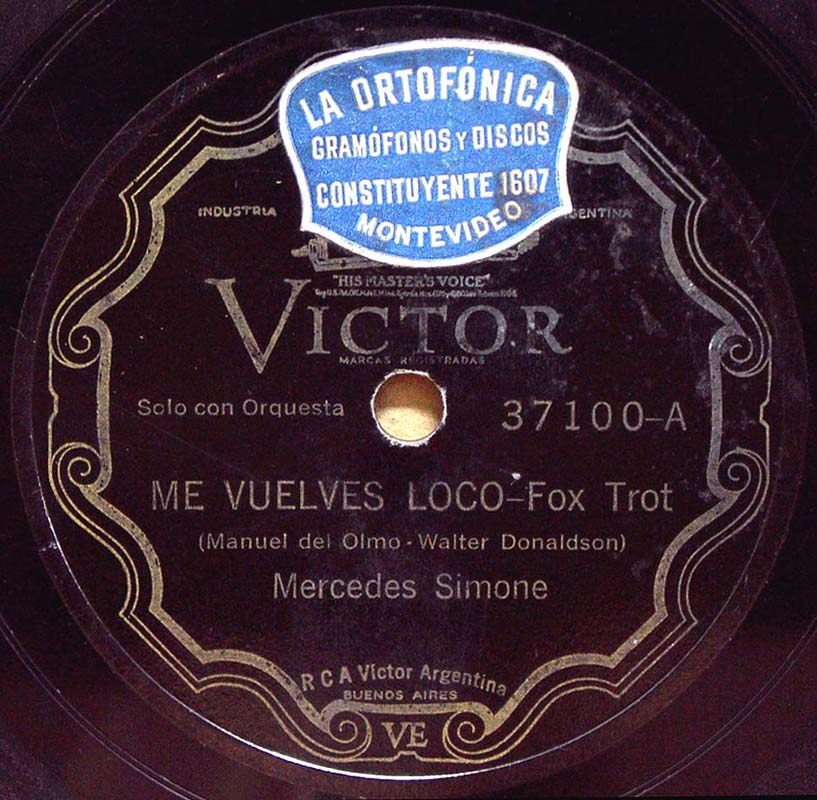 LA ORTOFÓNICA
GRAMÓFONOS Y DISCOS
CONSTITUYENTE 1607
MONTEVIDEO
INDUSTRIA
"HIS MASTER'S VOICE"
VICTOR
MARCAS REGISTRADAS
Solo con Orquesta
37100-A
ME VUELVES LOCO-Fox Trot
(Manuel del Olmo - Walter Donaldson)
Mercedes Simone
RCA Victor Argentina
BUENOS AIRES
VE